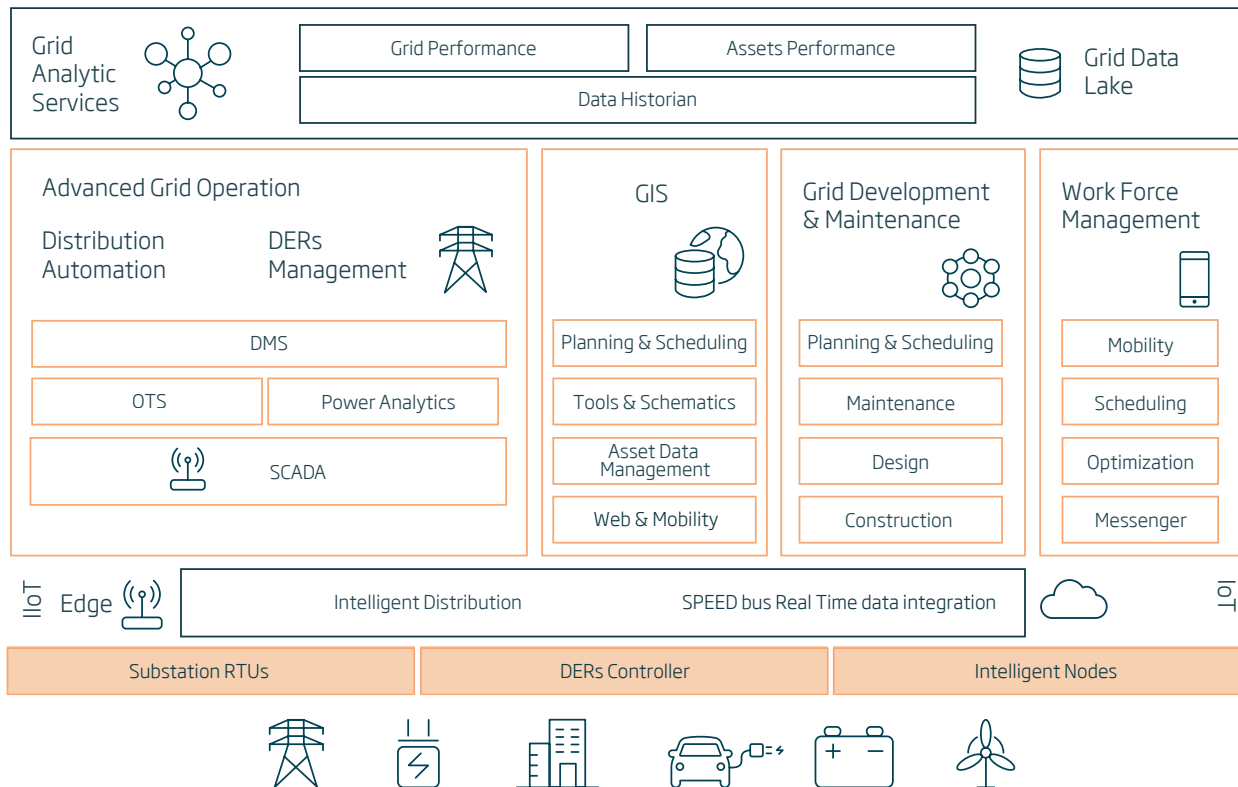 Grid
Analytic
Services
Grid Performance
Assets Performance
Data Historian
Grid Data
Lake
Advanced Grid Operation
Distribution
Automation
DERs
Management
DMS
OTS
Power Analytics
SCADA
GIS
Planning & Scheduling
Tools & Schematics
Asset Data
Management
Web & Mobility
Grid Development
& Maintenance
Planning & Scheduling
Maintenance
Design
Construction
Work Force
Management
Mobility
Scheduling
Optimization
Messenger
IIoT
Edge
Intelligent Distribution
SPEED bus Real Time data integration
IoT
Substation RTUs
DERs Controller
Intelligent Nodes